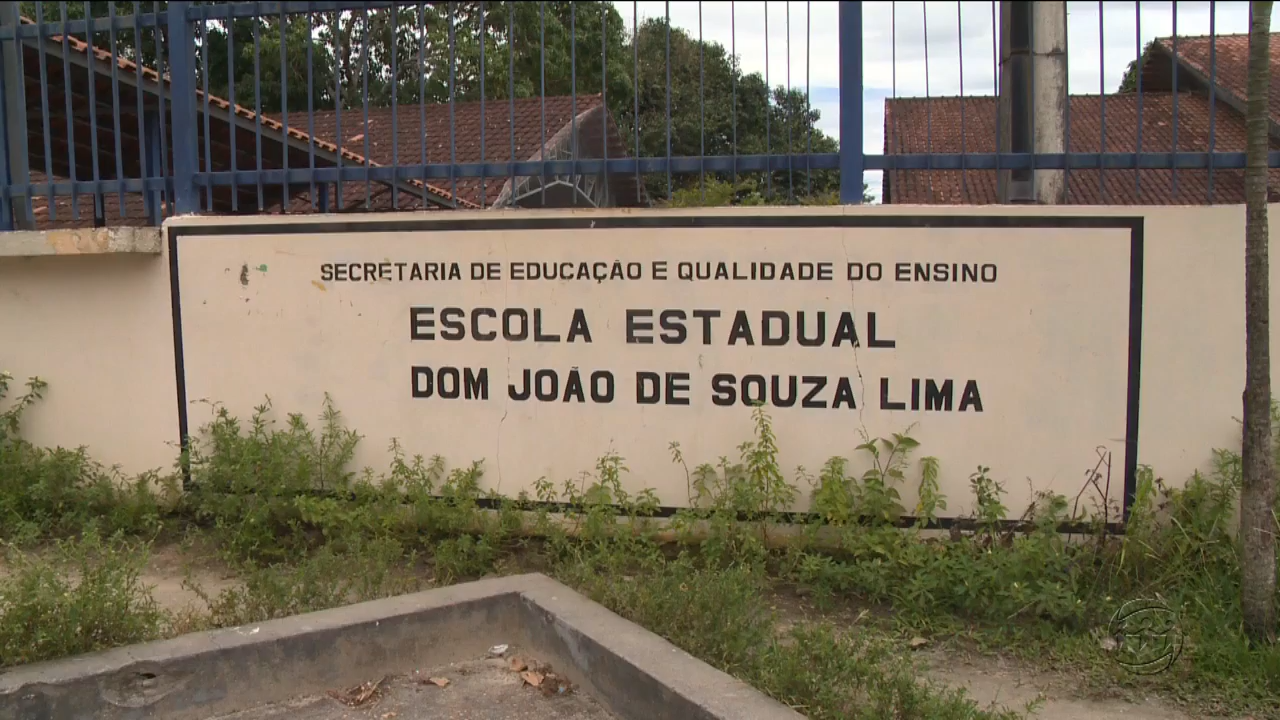 SECRETARIA DE EDUCAÇÃO E QUALIDADE DO ENSINO
ESCOLA ESTADUAL
DOM JOÃO DE SOUZA LIMA